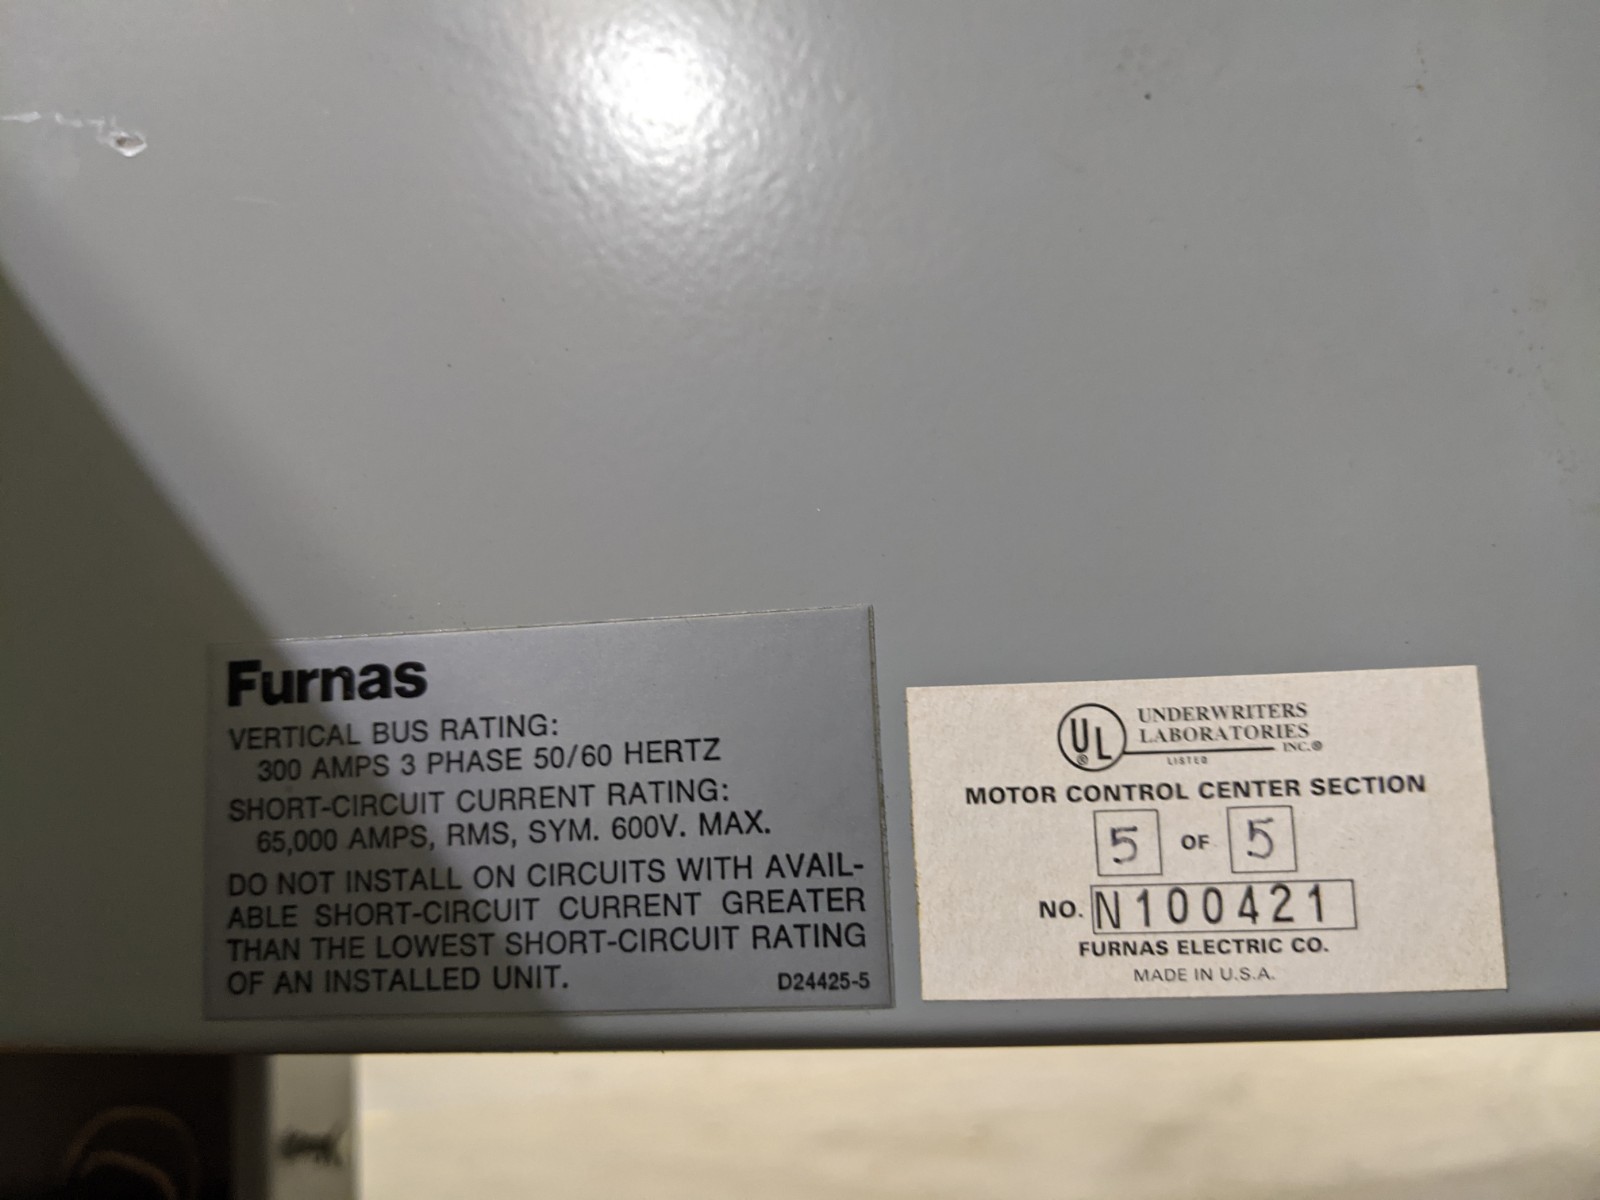 Furnas
VERTICAL BUS RATING:
300 AMPS 3 PHASE 50/60 HERTZ
SHORT-CIRCUIT CURRENT RATING:
65,000 AMPS, RMS, SYM. 600V. MAX.
DO NOT INSTALL ON CIRCUITS WITH AVAIL-
ABLE SHORT-CIRCUIT CURRENT GREATER
THAN THE LOWEST SHORT-CIRCUIT RATING
OF AN INSTALLED UNIT. D24425-5
UL® UNDERWRITERS
LABORATORIES
INC.®
LISTED
MOTOR CONTROL CENTER SECTION
5 OF 5
NO. N100421
FURNAS ELECTRIC CO.
MADE IN U.S.A.